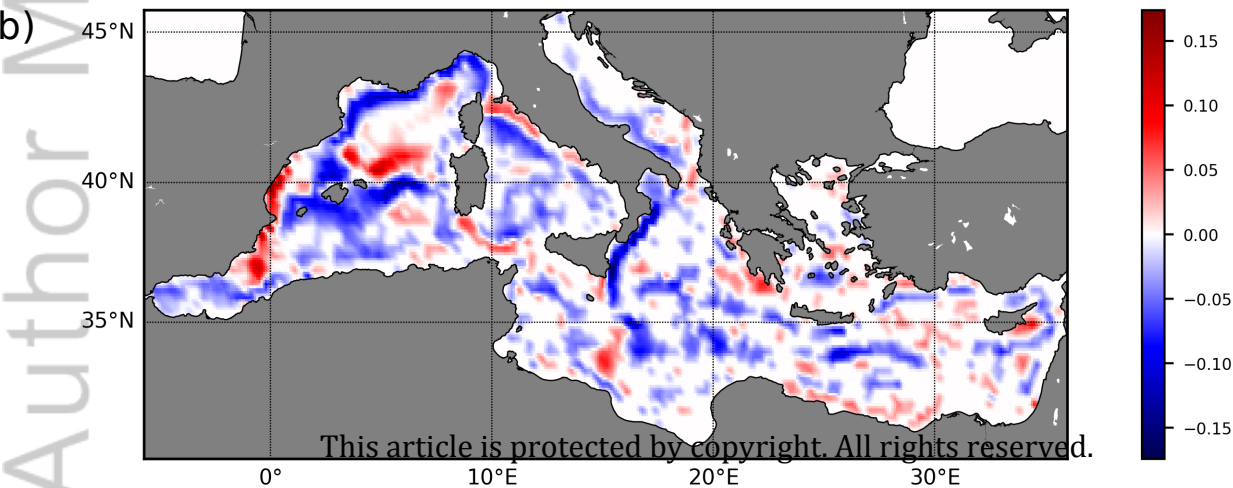 b)
45°N
40°N
35°N
0°
10°E
20°E
30°E
0.15
0.10
0.05
0.00
−0.05
−0.10
−0.15
This article is protected by copyright. All rights reserved.
Author M